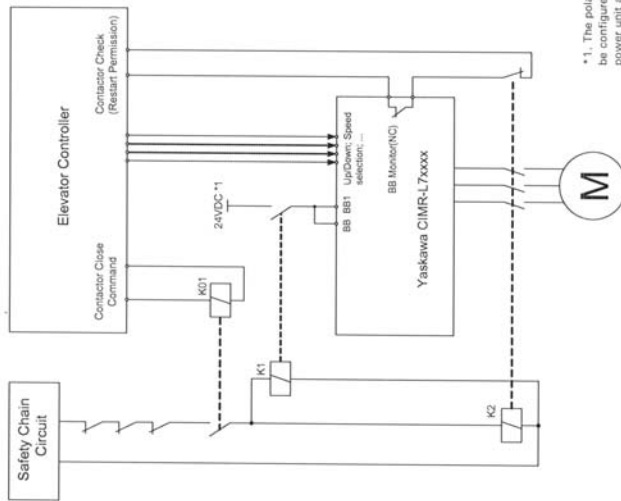 Safety Chain
Circuit
Elevator Controller
Contactor Close
Command
Contactor Check
(Restart Permission)
K01
K1
K2
24VDC *1
BB BB1
Up/Down; Speed
selection; ...
BB Monitor(NC)
Yaskawa CIMR-L7xxxx
M
*1. The pola
be configure
power unit a